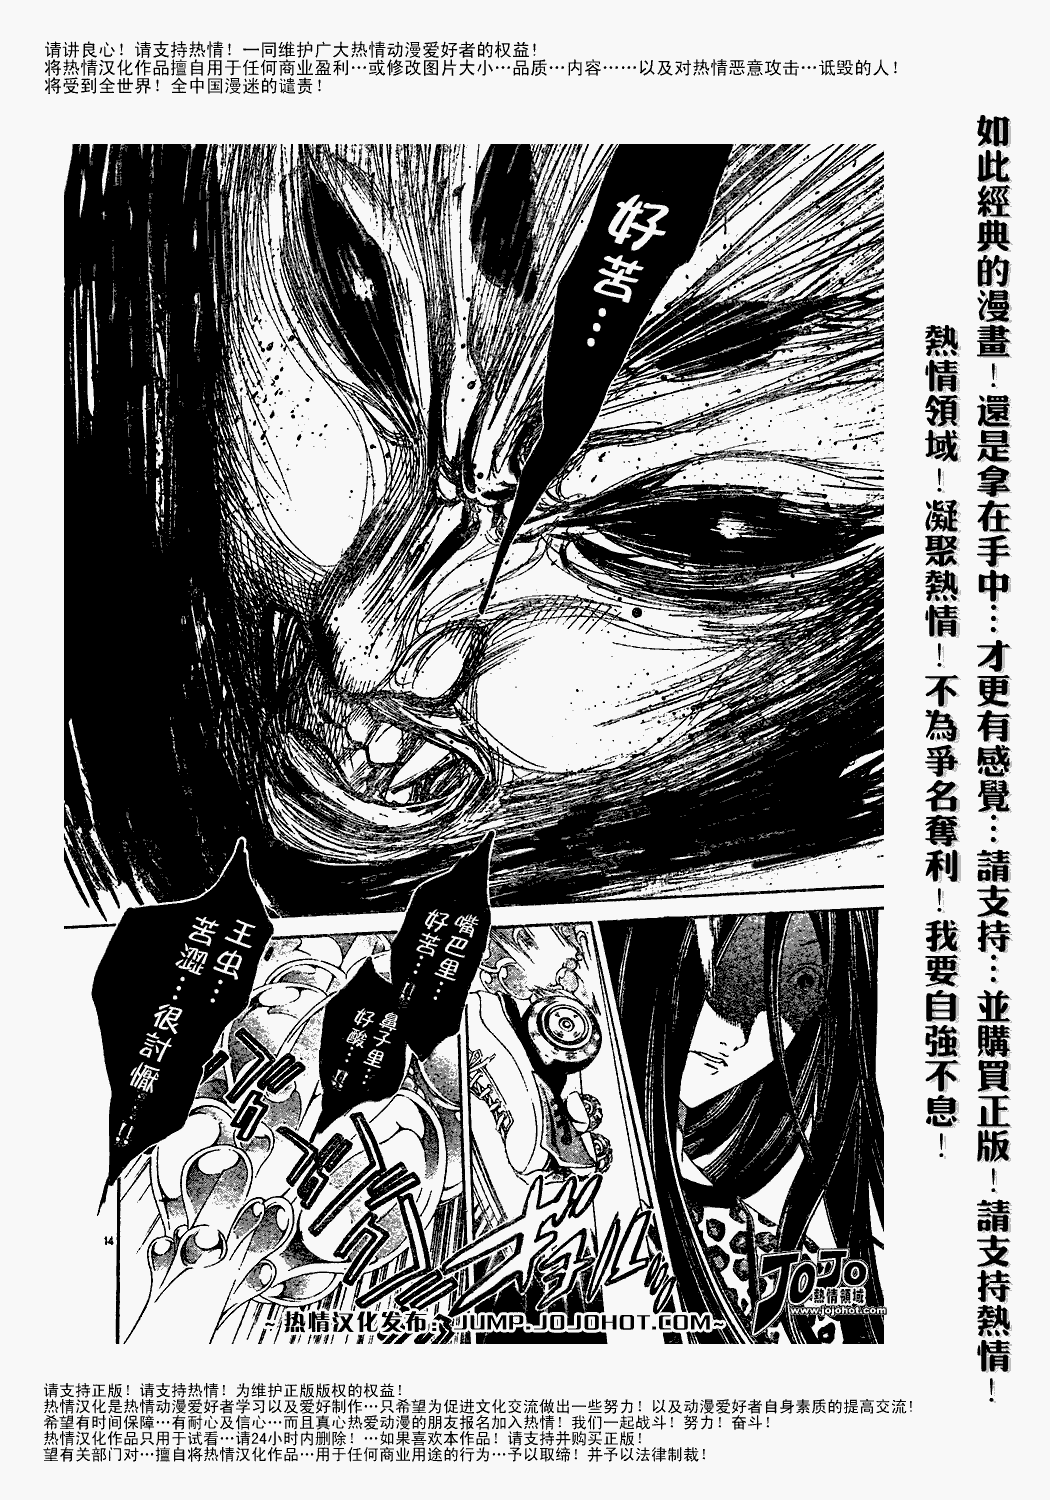 请讲良心！请支持热情！一同维护广大热情动漫爱好者的权益！
将热情汉化作品擅自用于任何商业盈利…或修改图片大小…品质…内容……以及对热情恶意攻击…诋毁的人！
将受到全世界！全中国漫迷的谴责！
如此經典的漫畫！還是拿在手中…才更有感覺…請支持…並購買正版！請支持熱情！
熱情領域！凝聚熱情！不為爭名奪利！我要自強不息！
好
苦…
嘴巴里…
好苦…!!
鼻子里…
好酸…!!
王虫…
苦澀…很討懨…!!
ギュル
14
JOJO
熱情領域
www.jojohot.com
~热情汉化发布：JUMP.JOJOHOT.COM~
请支持正版！请支持热情！为维护正版版权的权益！
热情汉化是热情动漫爱好者学习以及爱好制作…只希望为促进文化交流做出一些努力！以及动漫爱好者自身素质的提高交流！
希望有时间保障…有耐心及信心…而且真心热爱动漫的朋友报名加入热情！我们一起战斗！努力！奋斗！
热情汉化作品只用于试看…请24小时内删除！…如果喜欢本作品！请支持并购买正版！
望有关部门对…擅自将热情汉化作品…用于任何商业用途的行为…予以取缔！并予以法律制裁！